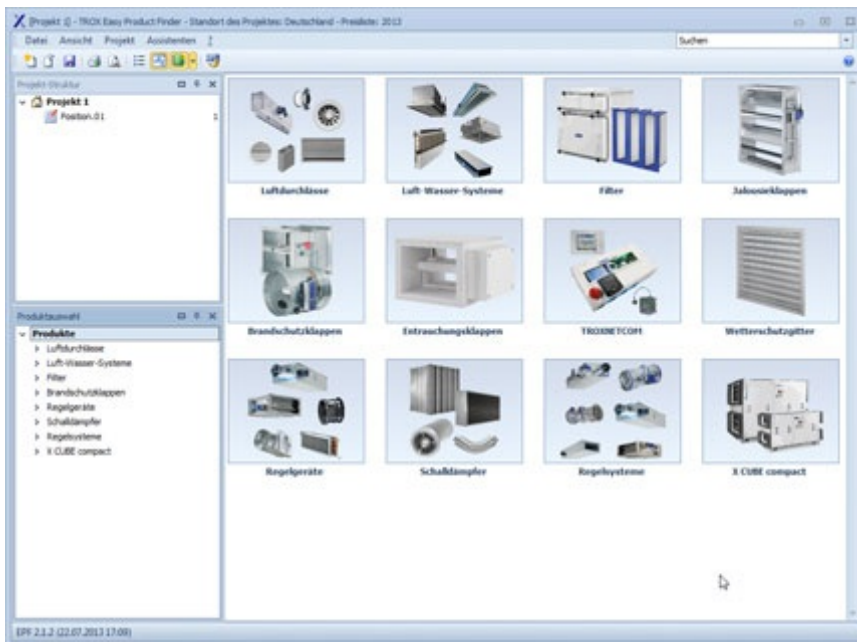 [Projekt 1] - TROX Easy Product Finder - Standort des Projektes: Deutschland - Preisliste: 2013
Datei Ansicht Projekt Assistenten ?
Suchen
Projekt-Struktur
Projekt 1
Position.01 1
Produktauswahl
Produkte
Luftdurchlässe
Luft-Wasser-Systeme
Filter
Brandschutzklappen
Regelgeräte
Schalldämpfer
Regelsysteme
X CUBE compact
Luftdurchlässe
Luft-Wasser-Systeme
Filter
Jalousieklappen
Brandschutzklappen
Entrauchungsklappen
TROXNETCOM
Wetterschutzgitter
Regelgeräte
Schalldämpfer
Regelsysteme
X CUBE compact
EPF 2.1.2 (22.07.2013 17:09)